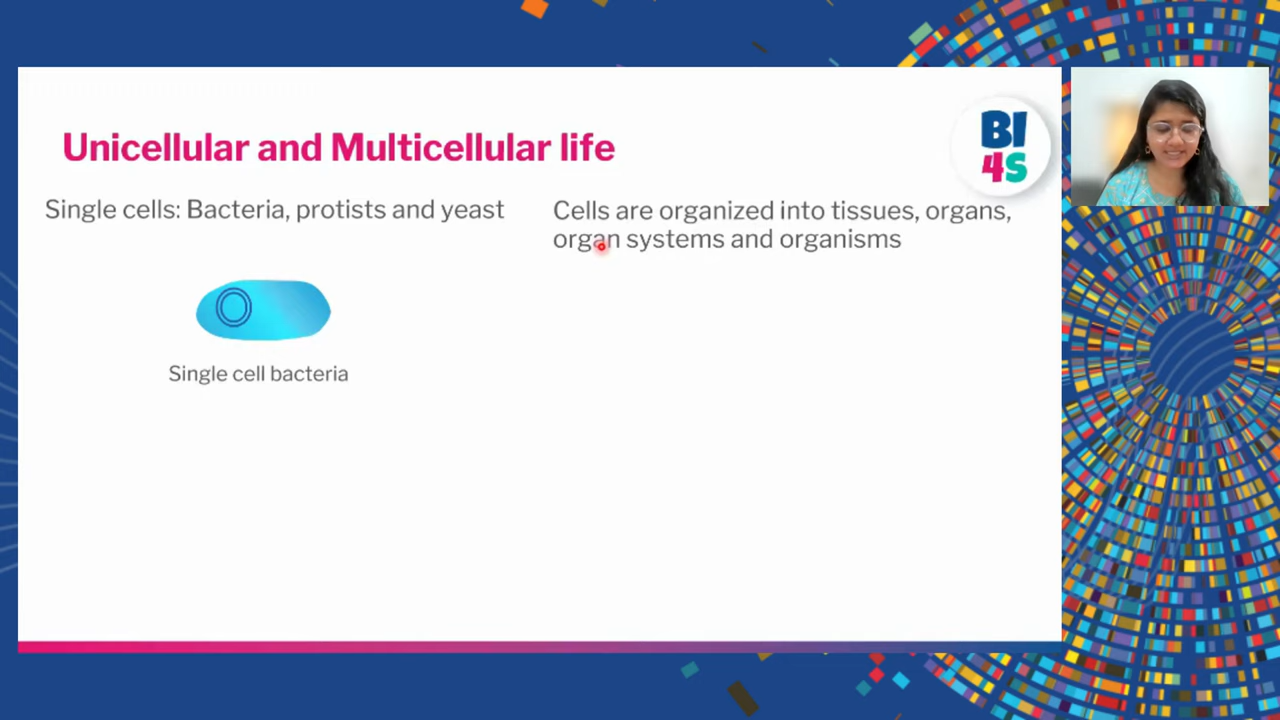 Unicellular and Multicellular life
BI
4S
Single cells: Bacteria, protists and yeast
Cells are organized into tissues, organs,
organ systems and organisms
Single cell bacteria